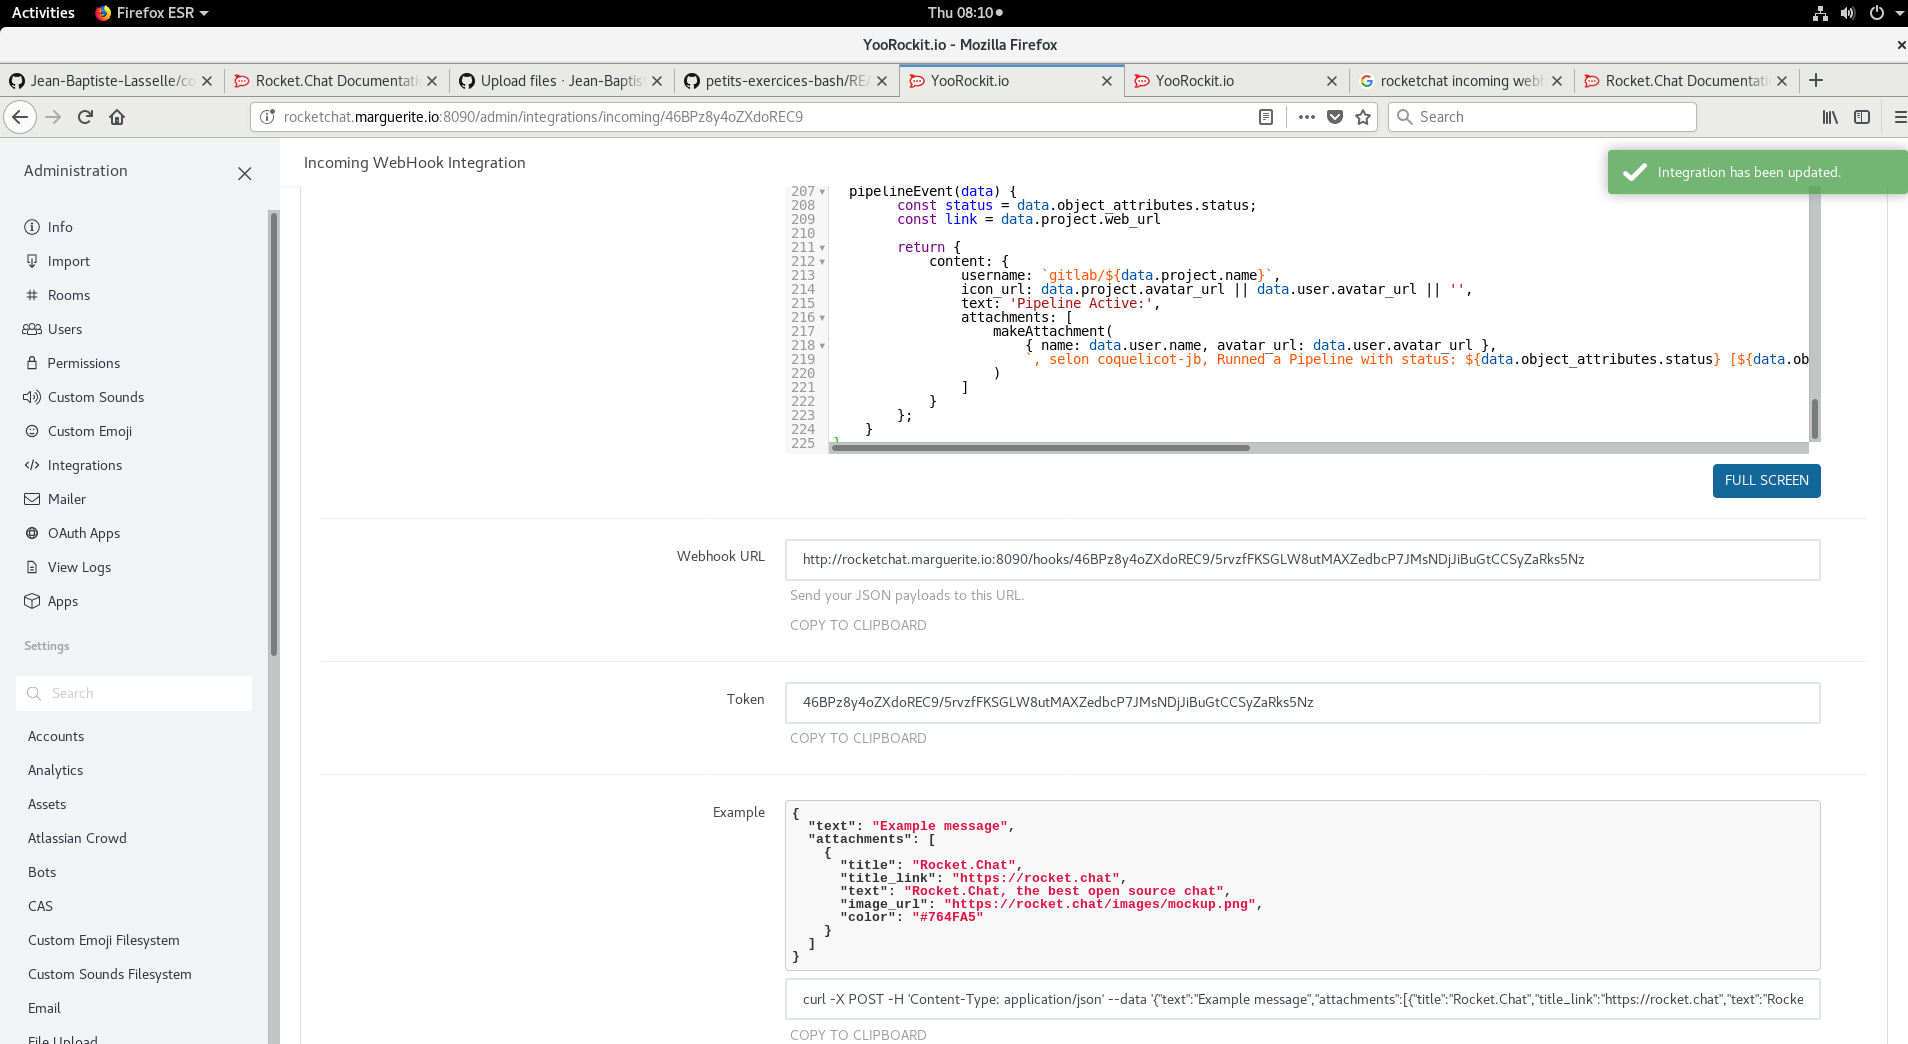 Activities Firefox ESR Thu 08:10
YooRockit.io - Mozilla Firefox
Jean-Baptiste-Lasselle/co Rocket.Chat Documentati Upload files · Jean-Baptis petits-exercices-bash/REA YooRockit.io YooRockit.io rocketchat incoming webh Rocket.Chat Documentati
rocketchat.marguerite.io:8090/admin/integrations/incoming/46BPz8y4oZXdoREC9 Search
Administration
Info
Import
Rooms
Users
Permissions
Custom Sounds
Custom Emoji
Integrations
Mailer
OAuth Apps
View Logs
Apps
Settings
Search
Accounts
Analytics
Assets
Atlassian Crowd
Bots
CAS
Custom Emoji Filesystem
Custom Sounds Filesystem
Email
File Upload
Incoming WebHook Integration
Integration has been updated.
207 pipelineEvent(data) {
208 const status = data.object_attributes.status;
209 const link = data.project.web_url
210
211 return {
212 content: {
213 username: `gitlab/${data.project.name}`,
214 icon_url: data.project.avatar_url || data.user.avatar_url || '',
215 text: 'Pipeline Active:',
216 attachments: [
217 makeAttachment(
218 { name: data.user.name, avatar_url: data.user.avatar_url },
219 `, selon coquelicot-jb, Runned a Pipeline with status: ${data.object_attributes.status} [${data.ob
220 )
221 ]
222 }
223 };
224 }
225 }
FULL SCREEN
Webhook URL http://rocketchat.marguerite.io:8090/hooks/46BPz8y4oZXdoREC9/5rvzfFKSGLW8utMAXZedbcP7JMsNDjJiBuGtCCSyZaRks5Nz
Send your JSON payloads to this URL.
COPY TO CLIPBOARD
Token 46BPz8y4oZXdoREC9/5rvzfFKSGLW8utMAXZedbcP7JMsNDjJiBuGtCCSyZaRks5Nz
COPY TO CLIPBOARD
Example {
"text": "Example message",
"attachments": [
{
"title": "Rocket.Chat",
"title_link": "https://rocket.chat",
"text": "Rocket.Chat, the best open source chat",
"image_url": "https://rocket.chat/images/mockup.png",
"color": "#764FA5"
}
]
}
curl -X POST -H 'Content-Type: application/json' --data '{"text":"Example message","attachments":[{"title":"Rocket.Chat","title_link":"https://rocket.chat","text":"Rocke
COPY TO CLIPBOARD